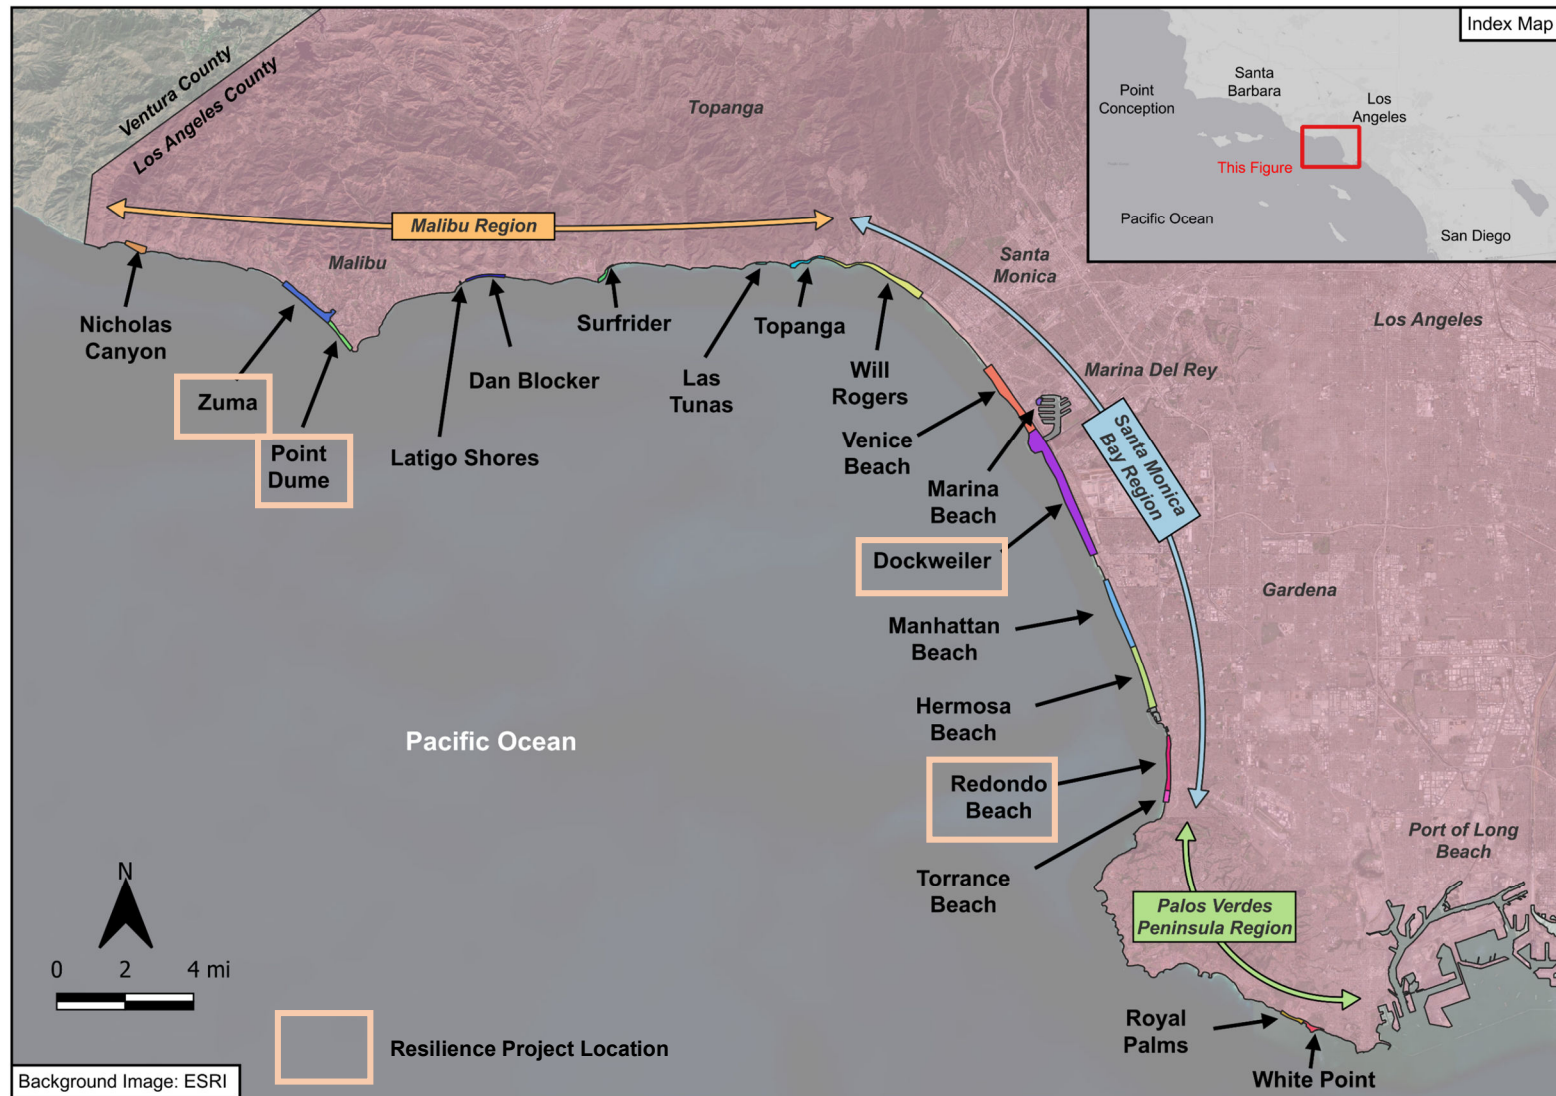 Index Map
Point
Conception
Santa
Barbara
Los
Angeles
This Figure
Pacific Ocean
San Diego
Ventura County
Los Angeles County
Topanga
Malibu Region
Malibu
Santa
Monica
Los Angeles
Marina Del Rey
Santa Monica
Bay Region
Gardena
Port of Long
Beach
Palos Verdes
Peninsula Region
Nicholas
Canyon
Zuma
Point
Dume
Latigo Shores
Dan Blocker
Surfrider
Las
Tunas
Topanga
Will
Rogers
Venice
Beach
Marina
Beach
Dockweiler
Manhattan
Beach
Hermosa
Beach
Redondo
Beach
Torrance
Beach
Royal
Palms
White Point
Pacific Ocean
N
0 2 4 mi
Resilience Project Location
Background Image: ESRI